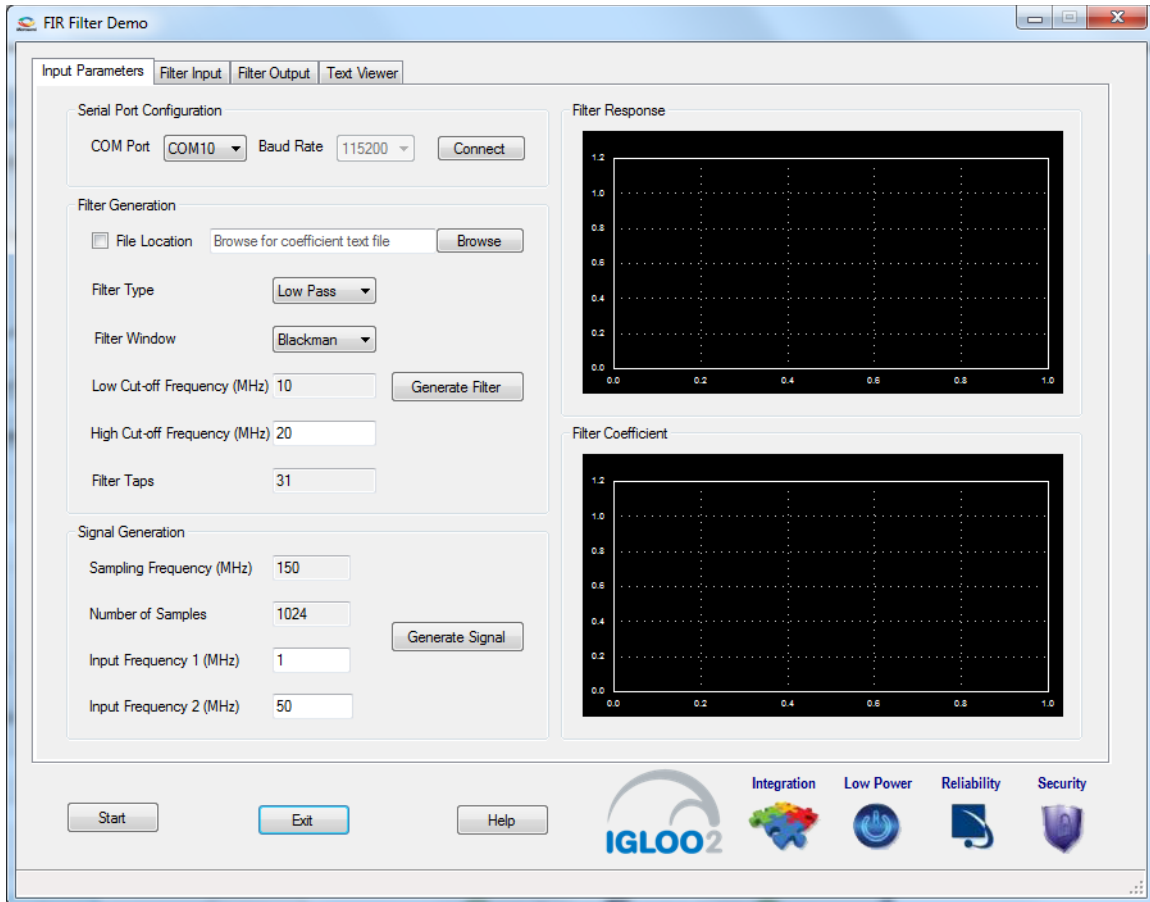 FIR Filter Demo
Input Parameters Filter Input Filter Output Text Viewer
Serial Port Configuration
COM Port COM10 Baud Rate 115200 Connect
Filter Generation
File Location Browse for coefficient text file Browse
Filter Type Low Pass
Filter Window Blackman
Low Cut-off Frequency (MHz) 10 Generate Filter
High Cut-off Frequency (MHz) 20
Filter Taps 31
Signal Generation
Sampling Frequency (MHz) 150
Number of Samples 1024
Generate Signal
Input Frequency 1 (MHz) 1
Input Frequency 2 (MHz) 50
Filter Response
1.2
1.0
0.8
0.6
0.4
0.2
0.0
0.0 0.2 0.4 0.6 0.8 1.0
Filter Coefficient
1.2
1.0
0.8
0.6
0.4
0.2
0.0
0.0 0.2 0.4 0.6 0.8 1.0
Start Exit Help
IGLOO2
Integration Low Power Reliability Security